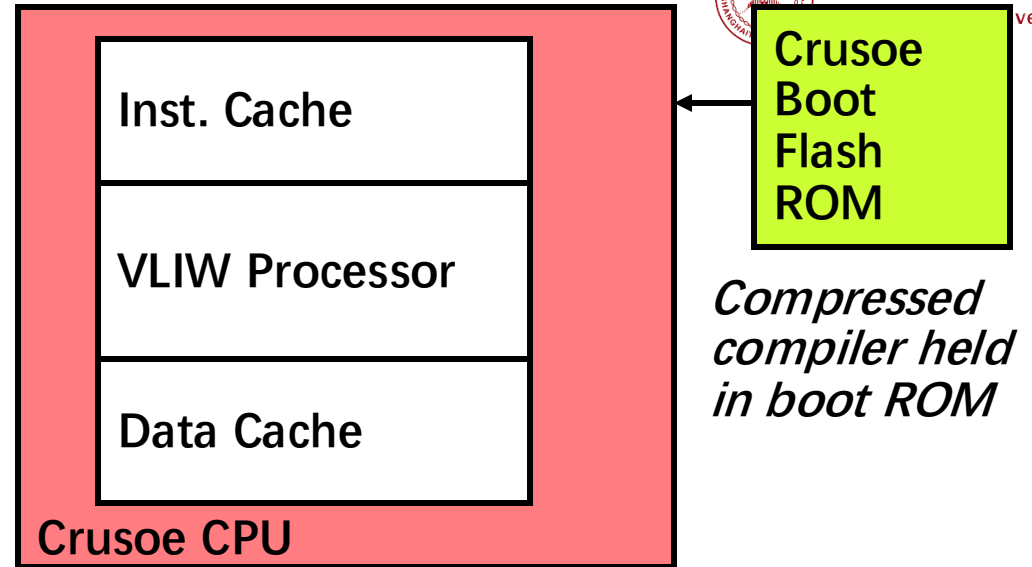 Inst. Cache
VLIW Processor
Data Cache
Crusoe CPU
Crusoe
Boot
Flash
ROM
Compressed
compiler held
in boot ROM